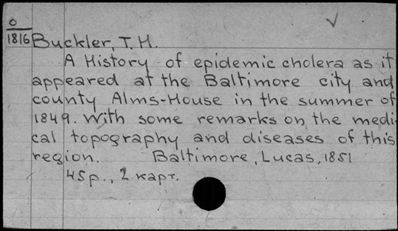 0
1816 Buckler, T. H.
A History of epidemic cholera as it
appeared at the Baltimore city and
county Alms-House in the summer of
1849. With some remarks on the medi
cal topography and diseases of this
region. Baltimore, Lucas, 1851
45p., 2 карт.